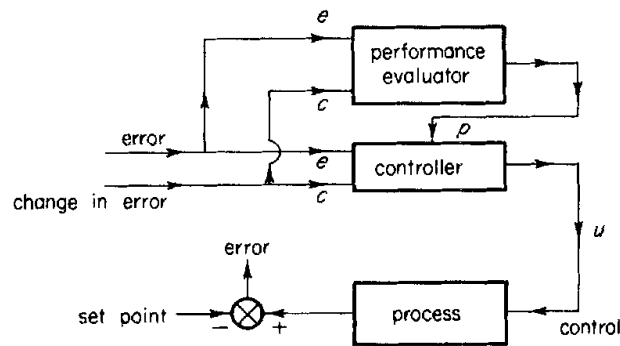 e
performance
evaluator
c
p
error
e
controller
c
change in error
u
error
set point
−
+
process
control